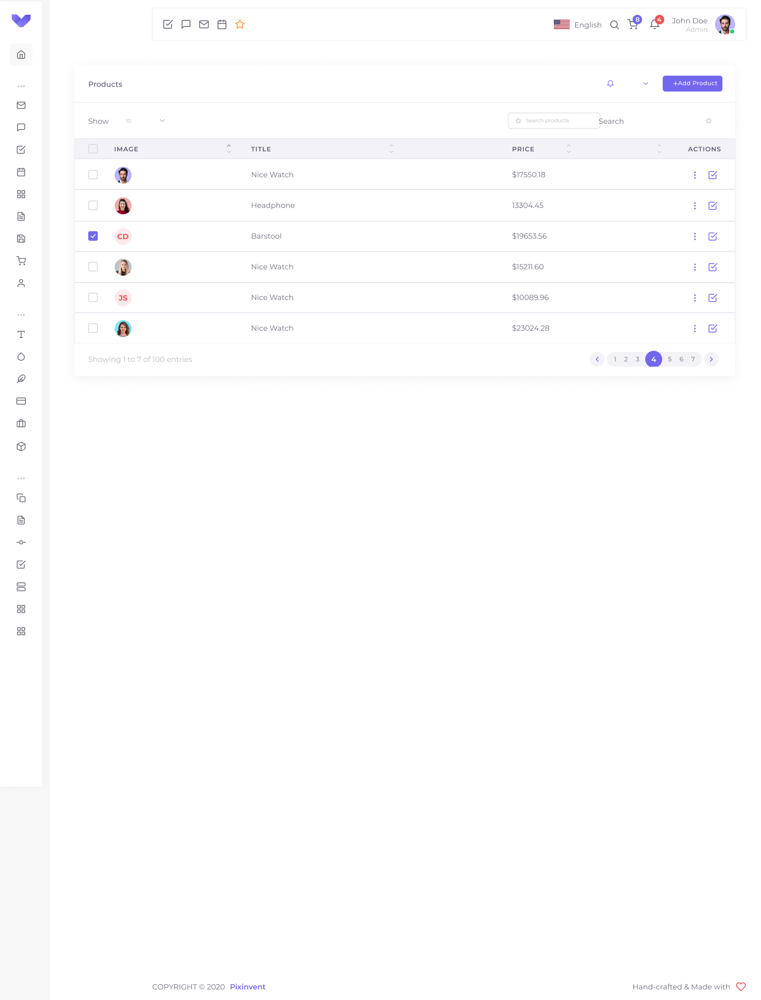 English
8
4
John Doe
Admin
Products
+Add Product
Show
10
Search products
Search
IMAGE TITLE PRICE ACTIONS
Nice Watch $17550.18
Headphone 13304.45
CD Barstool $19653.56
Nice Watch $15211.60
JS Nice Watch $10089.96
Nice Watch $23024.28
Showing 1 to 7 of 100 entries
1 2 3 4 5 6 7
COPYRIGHT © 2020 Pixinvent
Hand-crafted & Made with